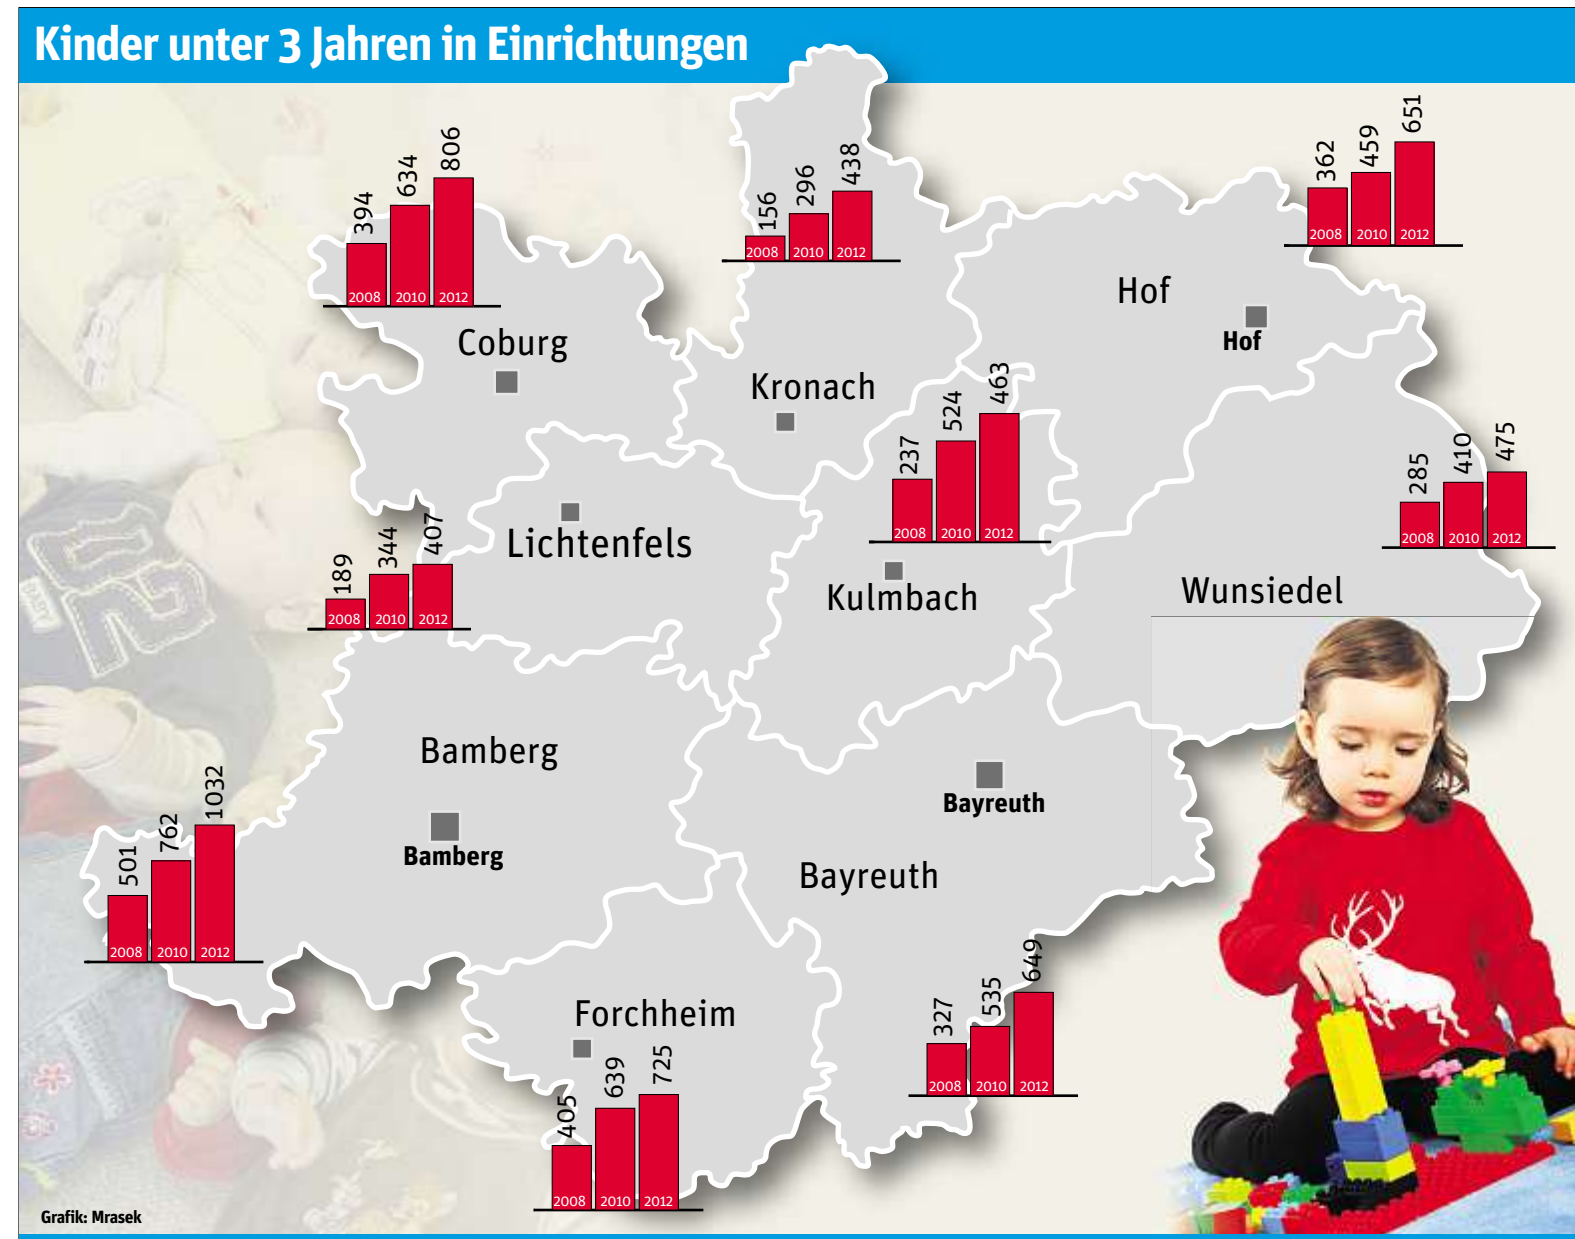 Kinder unter 3 Jahren in Einrichtungen
394 634 806
2008 2010 2012
Coburg
156 296 438
2008 2010 2012
Kronach
362 459 651
2008 2010 2012
Hof
Hof
237 524 463
2008 2010 2012
Kulmbach
285 410 475
2008 2010 2012
Wunsiedel
189 344 407
2008 2010 2012
Lichtenfels
501 762 1032
2008 2010 2012
Bamberg
Bamberg
Bayreuth
Bayreuth
327 535 649
2008 2010 2012
Forchheim
405 639 725
2008 2010 2012
Grafik: Mrasek